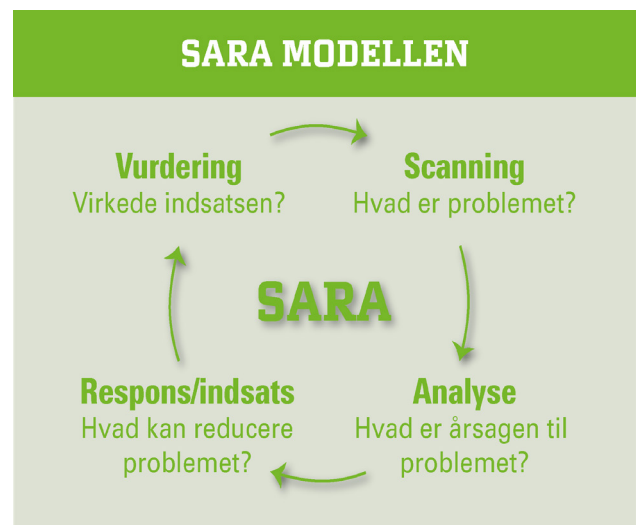 SARA MODELLEN
Vurdering
Virkede indsatsen?
Scanning
Hvad er problemet?
SARA
Respons/indsats
Hvad kan reducere
problemet?
Analyse
Hvad er årsagen til
problemet?